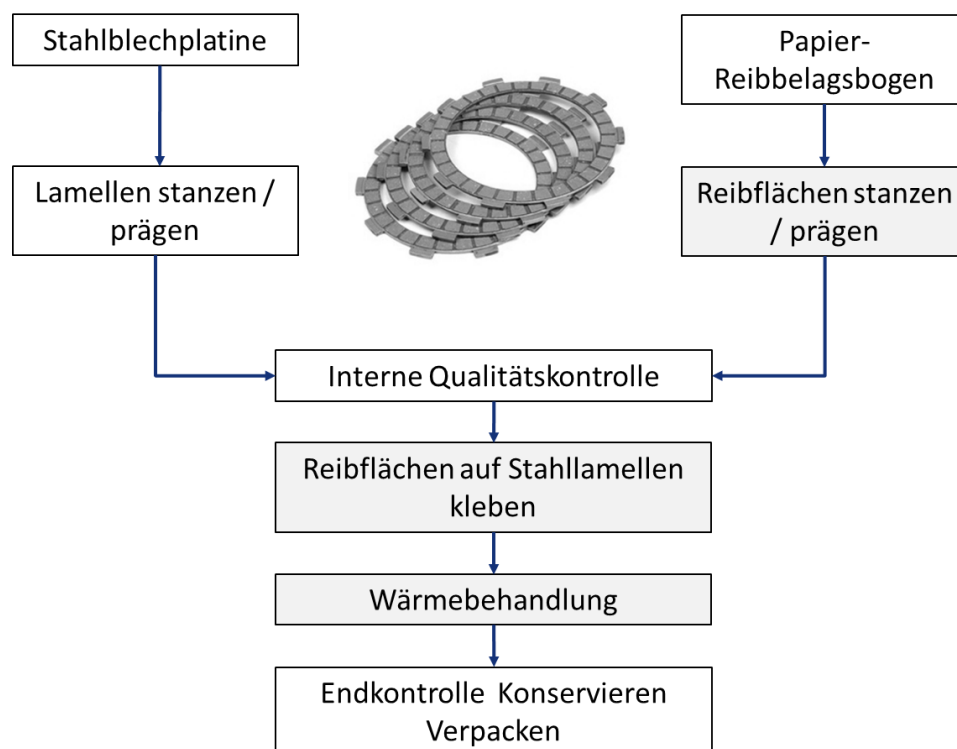 Stahlblechplatine
Papier-
Reibbelagsbogen
Lamellen stanzen /
prägen
Reibflächen stanzen
/ prägen
Interne Qualitätskontrolle
Reibflächen auf Stahllamellen
kleben
Wärmebehandlung
Endkontrolle  Konservieren
Verpacken